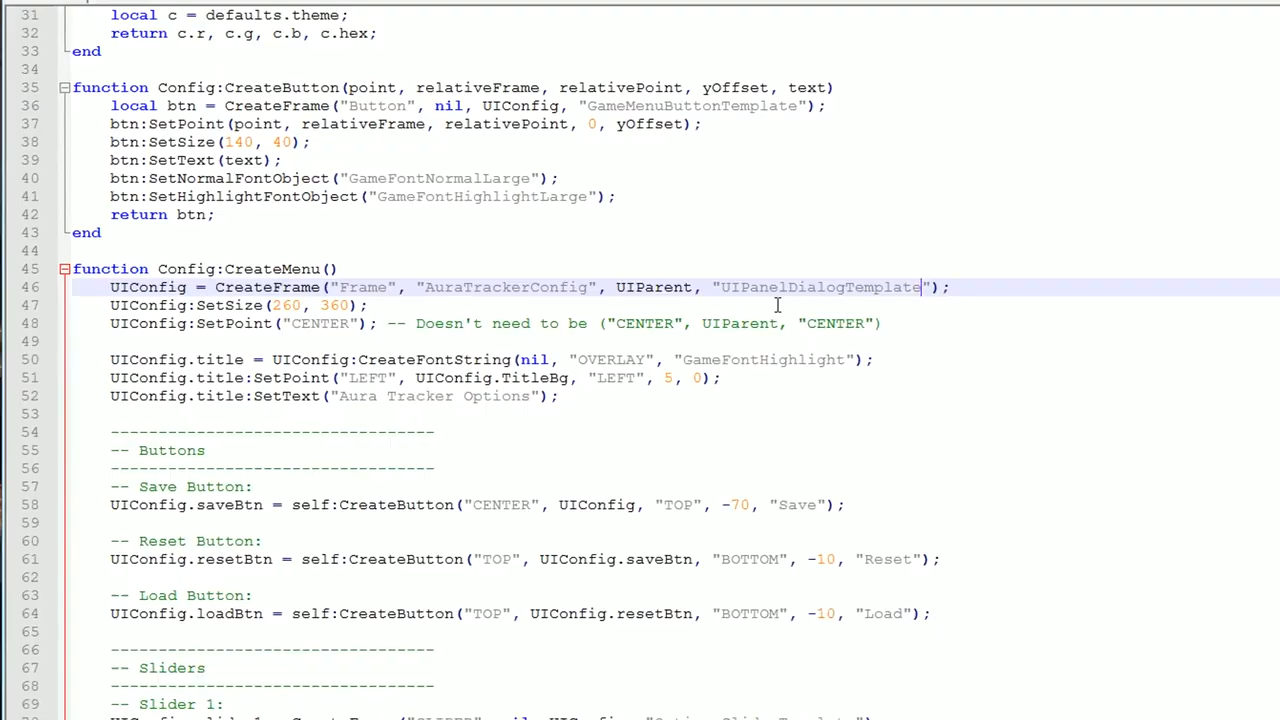 31 local c = defaults.theme;
32 return c.r, c.g, c.b, c.hex;
33 end
34
35 function Config:CreateButton(point, relativeFrame, relativePoint, yOffset, text)
36 local btn = CreateFrame("Button", nil, UIConfig, "GameMenuButtonTemplate");
37 btn:SetPoint(point, relativeFrame, relativePoint, 0, yOffset);
38 btn:SetSize(140, 40);
39 btn:SetText(text);
40 btn:SetNormalFontObject("GameFontNormalLarge");
41 btn:SetHighlightFontObject("GameFontHighlightLarge");
42 return btn;
43 end
44
45 function Config:CreateMenu()
46 UIConfig = CreateFrame("Frame", "AuraTrackerConfig", UIParent, "UIPanelDialogTemplate");
47 UIConfig:SetSize(260, 360);
48 UIConfig:SetPoint("CENTER"); -- Doesn't need to be ("CENTER", UIParent, "CENTER")
49
50 UIConfig.title = UIConfig:CreateFontString(nil, "OVERLAY", "GameFontHighlight");
51 UIConfig.title:SetPoint("LEFT", UIConfig.TitleBg, "LEFT", 5, 0);
52 UIConfig.title:SetText("Aura Tracker Options");
53
54 ----------------------------------
55 -- Buttons
56 ----------------------------------
57 -- Save Button:
58 UIConfig.saveBtn = self:CreateButton("CENTER", UIConfig, "TOP", -70, "Save");
59
60 -- Reset Button:
61 UIConfig.resetBtn = self:CreateButton("TOP", UIConfig.saveBtn, "BOTTOM", -10, "Reset");
62
63 -- Load Button:
64 UIConfig.loadBtn = self:CreateButton("TOP", UIConfig.resetBtn, "BOTTOM", -10, "Load");
65
66 ----------------------------------
67 -- Sliders
68 ----------------------------------
69 -- Slider 1: